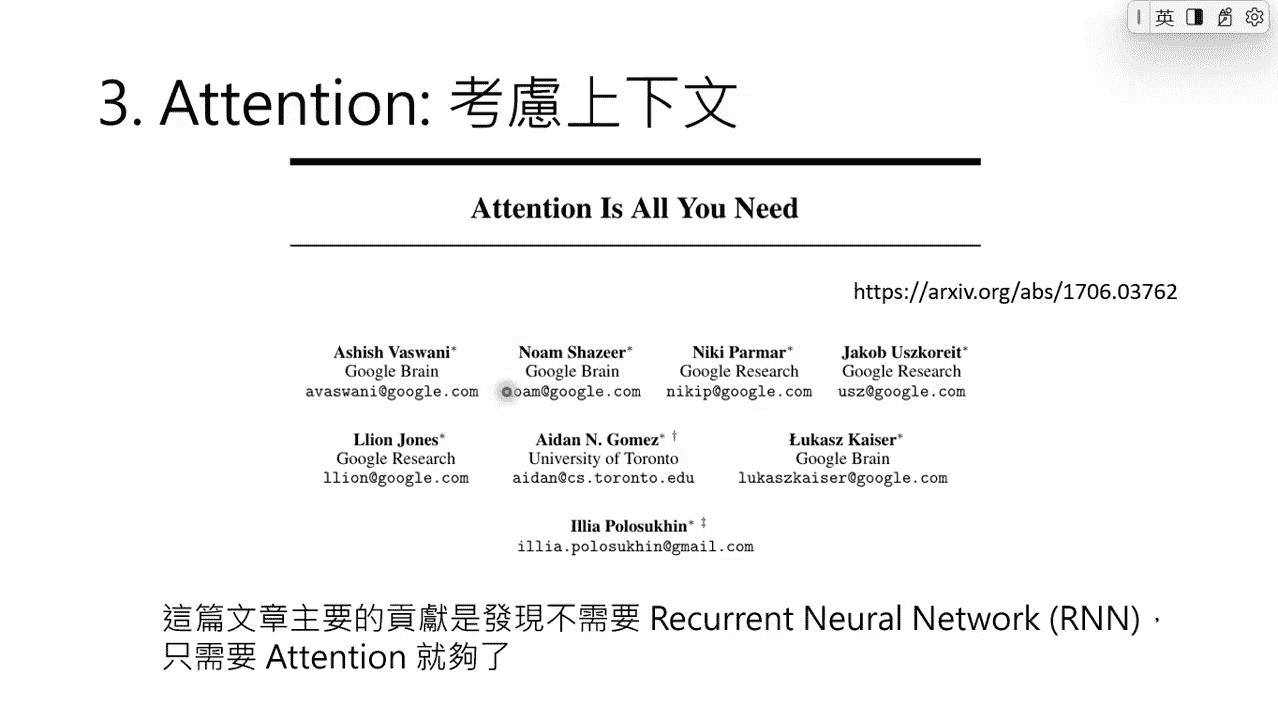 英
3. Attention: 考慮上下文
Attention Is All You Need
https://arxiv.org/abs/1706.03762
Ashish Vaswani* Noam Shazeer* Niki Parmar* Jakob Uszkoreit*
Google Brain Google Brain Google Research Google Research
avaswani@google.com noam@google.com nikip@google.com usz@google.com
Llion Jones* Aidan N. Gomez* † Łukasz Kaiser*
Google Research University of Toronto Google Brain
llion@google.com aidan@cs.toronto.edu lukaszkaiser@google.com
Illia Polosukhin* ‡
illia.polosukhin@gmail.com
這篇文章主要的貢獻是發現不需要 Recurrent Neural Network (RNN)，
只需要 Attention 就夠了